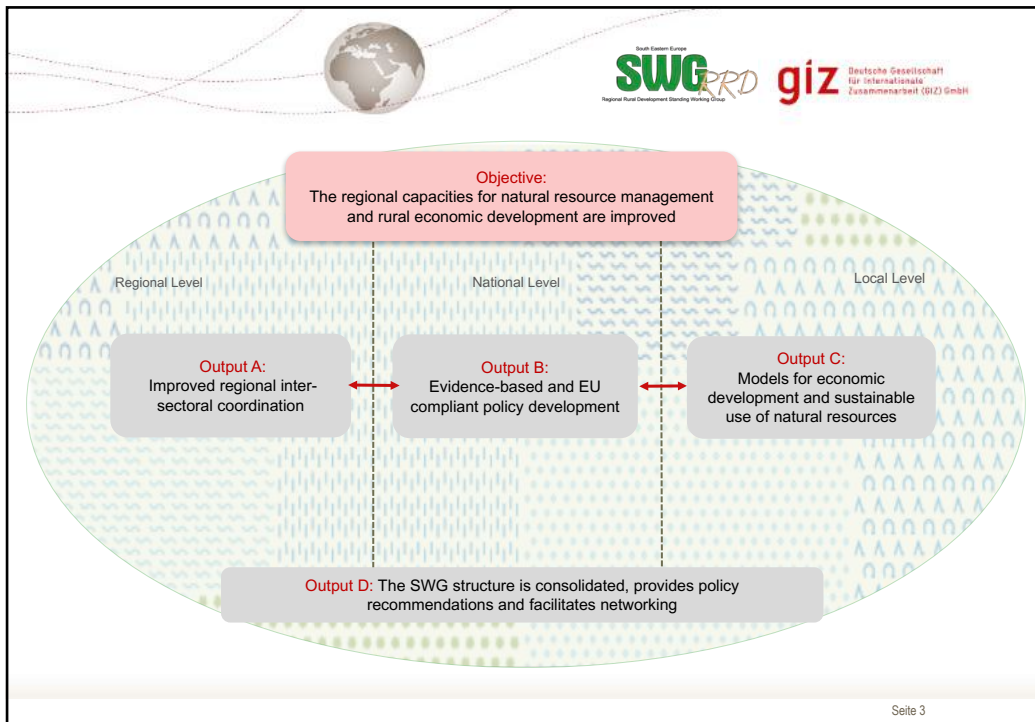 South Eastern Europe
SWG RRD
Regional Rural Development Standing Working Group
giz
Deutsche Gesellschaft
für Internationale
Zusammenarbeit (GIZ) GmbH
Objective:
The regional capacities for natural resource management
and rural economic development are improved
Regional Level
National Level
Local Level
Output A:
Improved regional inter-
sectoral coordination
Output B:
Evidence-based and EU
compliant policy development
Output C:
Models for economic
development and sustainable
use of natural resources
Output D: The SWG structure is consolidated, provides policy
recommendations and facilitates networking
Seite 3